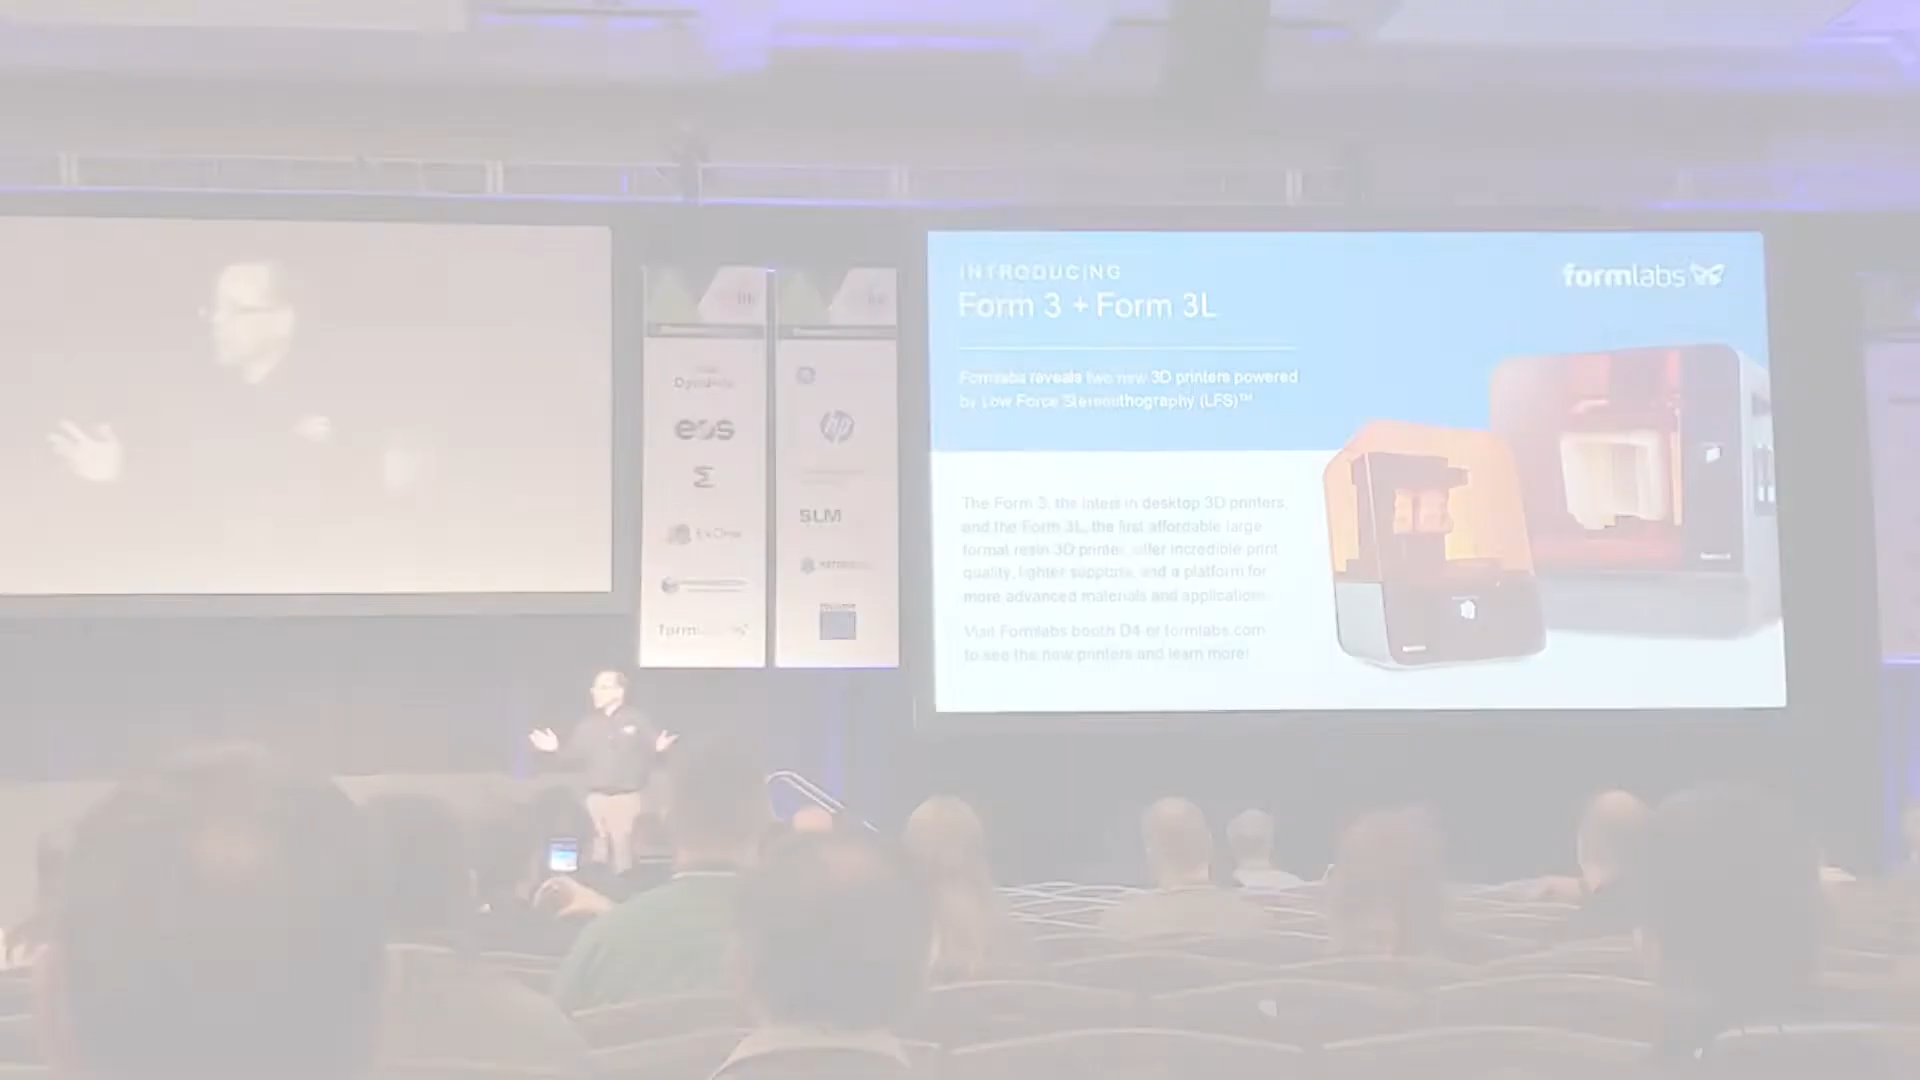 eos
ExOne
hp
SLM
INTRODUCING
Form 3 + Form 3L
formlabs
Formlabs reveals two new 3D printers powered
by Low Force Stereolithography (LFS)™
The Form 3, the in desktop 3D printers,
and the Form 3L, the first affordable large
format resin 3D printer, offer incredible print
quality, lighter supports, and a platform for
more advanced materials and applications.
Visit Formlabs booth D4 or formlabs.com
to see the new printers and learn more!